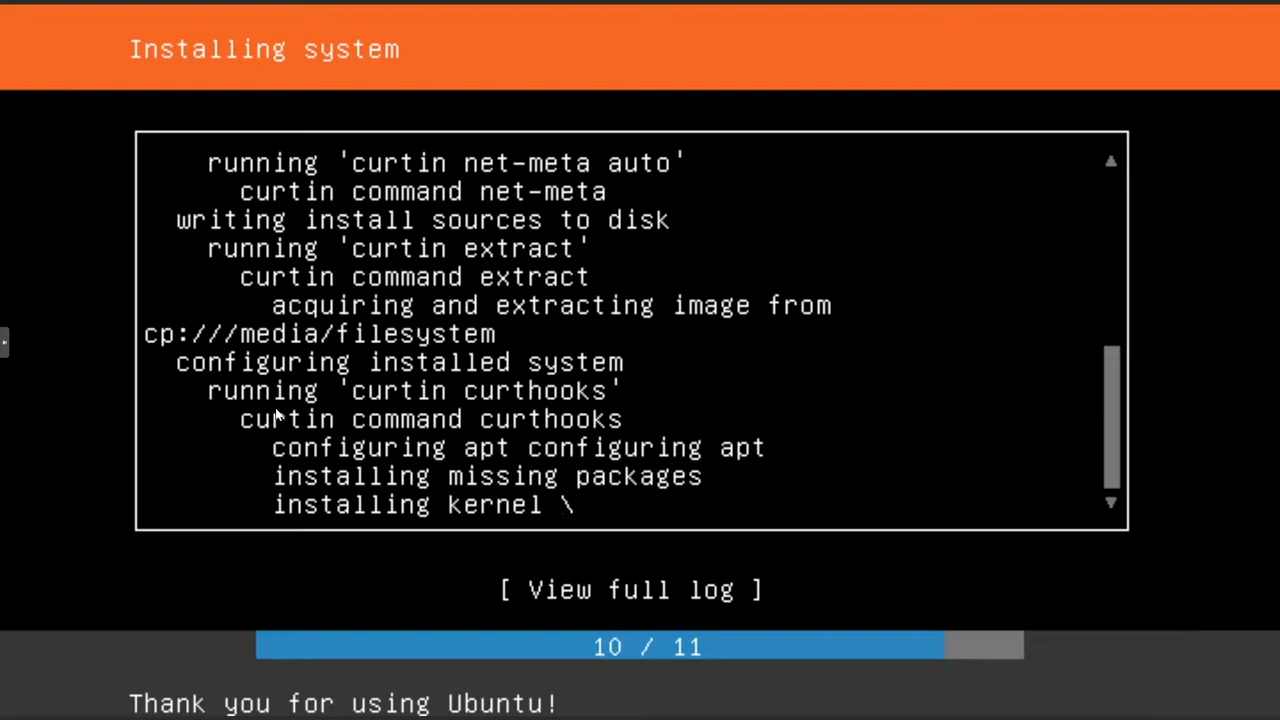 Installing system
running 'curtin net-meta auto'
curtin command net-meta
writing install sources to disk
running 'curtin extract'
curtin command extract
acquiring and extracting image from
cp:///media/filesystem
configuring installed system
running 'curtin curthooks'
curtin command curthooks
configuring apt configuring apt
installing missing packages
installing kernel \
[ View full log ]
10 / 11
Thank you for using Ubuntu!